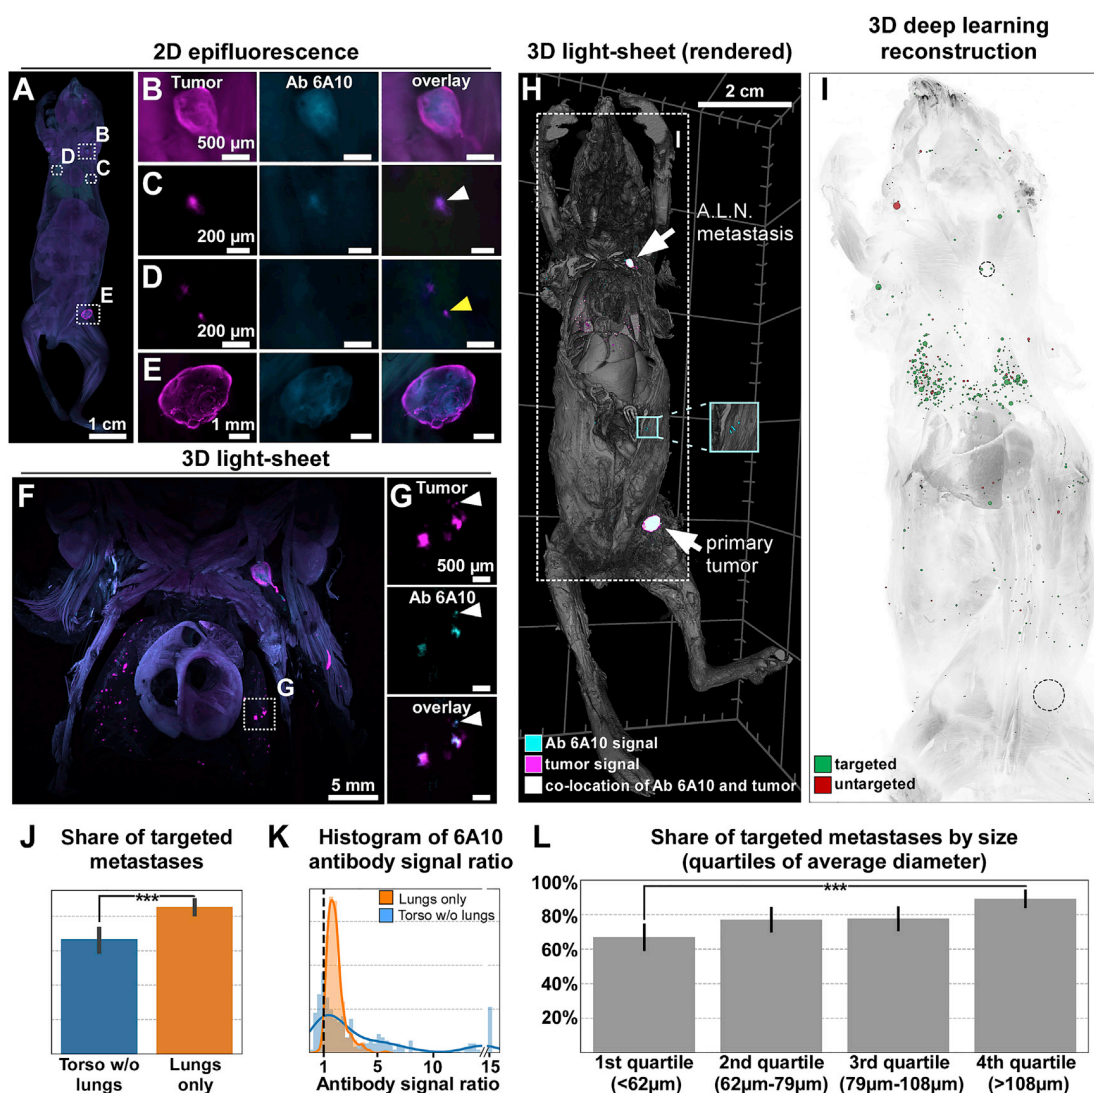 2D epifluorescence
A
B
D
C
E
1 cm
B
Tumor
Ab 6A10
overlay
500 µm
C
200 µm
D
200 µm
E
1 mm
3D light-sheet
F
G
5 mm
G
Tumor
500 µm
Ab 6A10
overlay
3D light-sheet (rendered)
H
2 cm
I
A.L.N.
metastasis
primary
tumor
Ab 6A10 signal
tumor signal
co-location of Ab 6A10 and tumor
3D deep learning
reconstruction
I
targeted
untargeted
J
Share of targeted
metastases
***
Torso w/o
lungs
Lungs
only
K
Histogram of 6A10
antibody signal ratio
Lungs only
Torso w/o lungs
1
5
10
15
Antibody signal ratio
L
Share of targeted metastases by size
(quartiles of average diameter)
100%
80%
60%
40%
20%
***
1st quartile
(<62µm)
2nd quartile
(62µm-79µm)
3rd quartile
(79µm-108µm)
4th quartile
(>108µm)